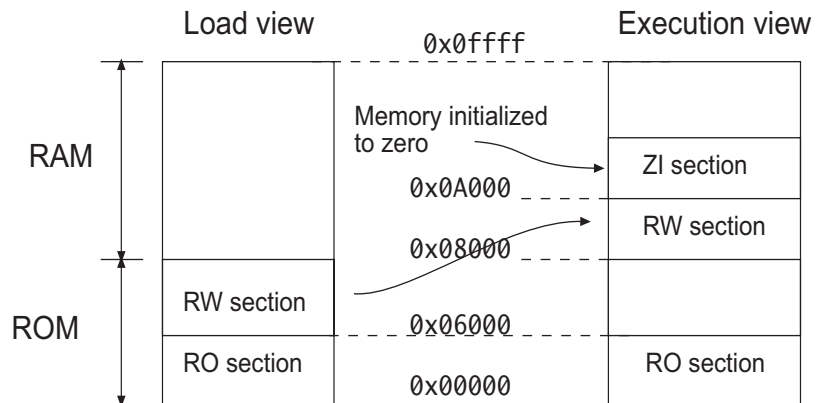 Load view
Execution view
0x0ffff
Memory initialized
to zero
RAM
ZI section
0x0A000
RW section
0x08000
RW section
ROM
0x06000
RO section
RO section
0x00000